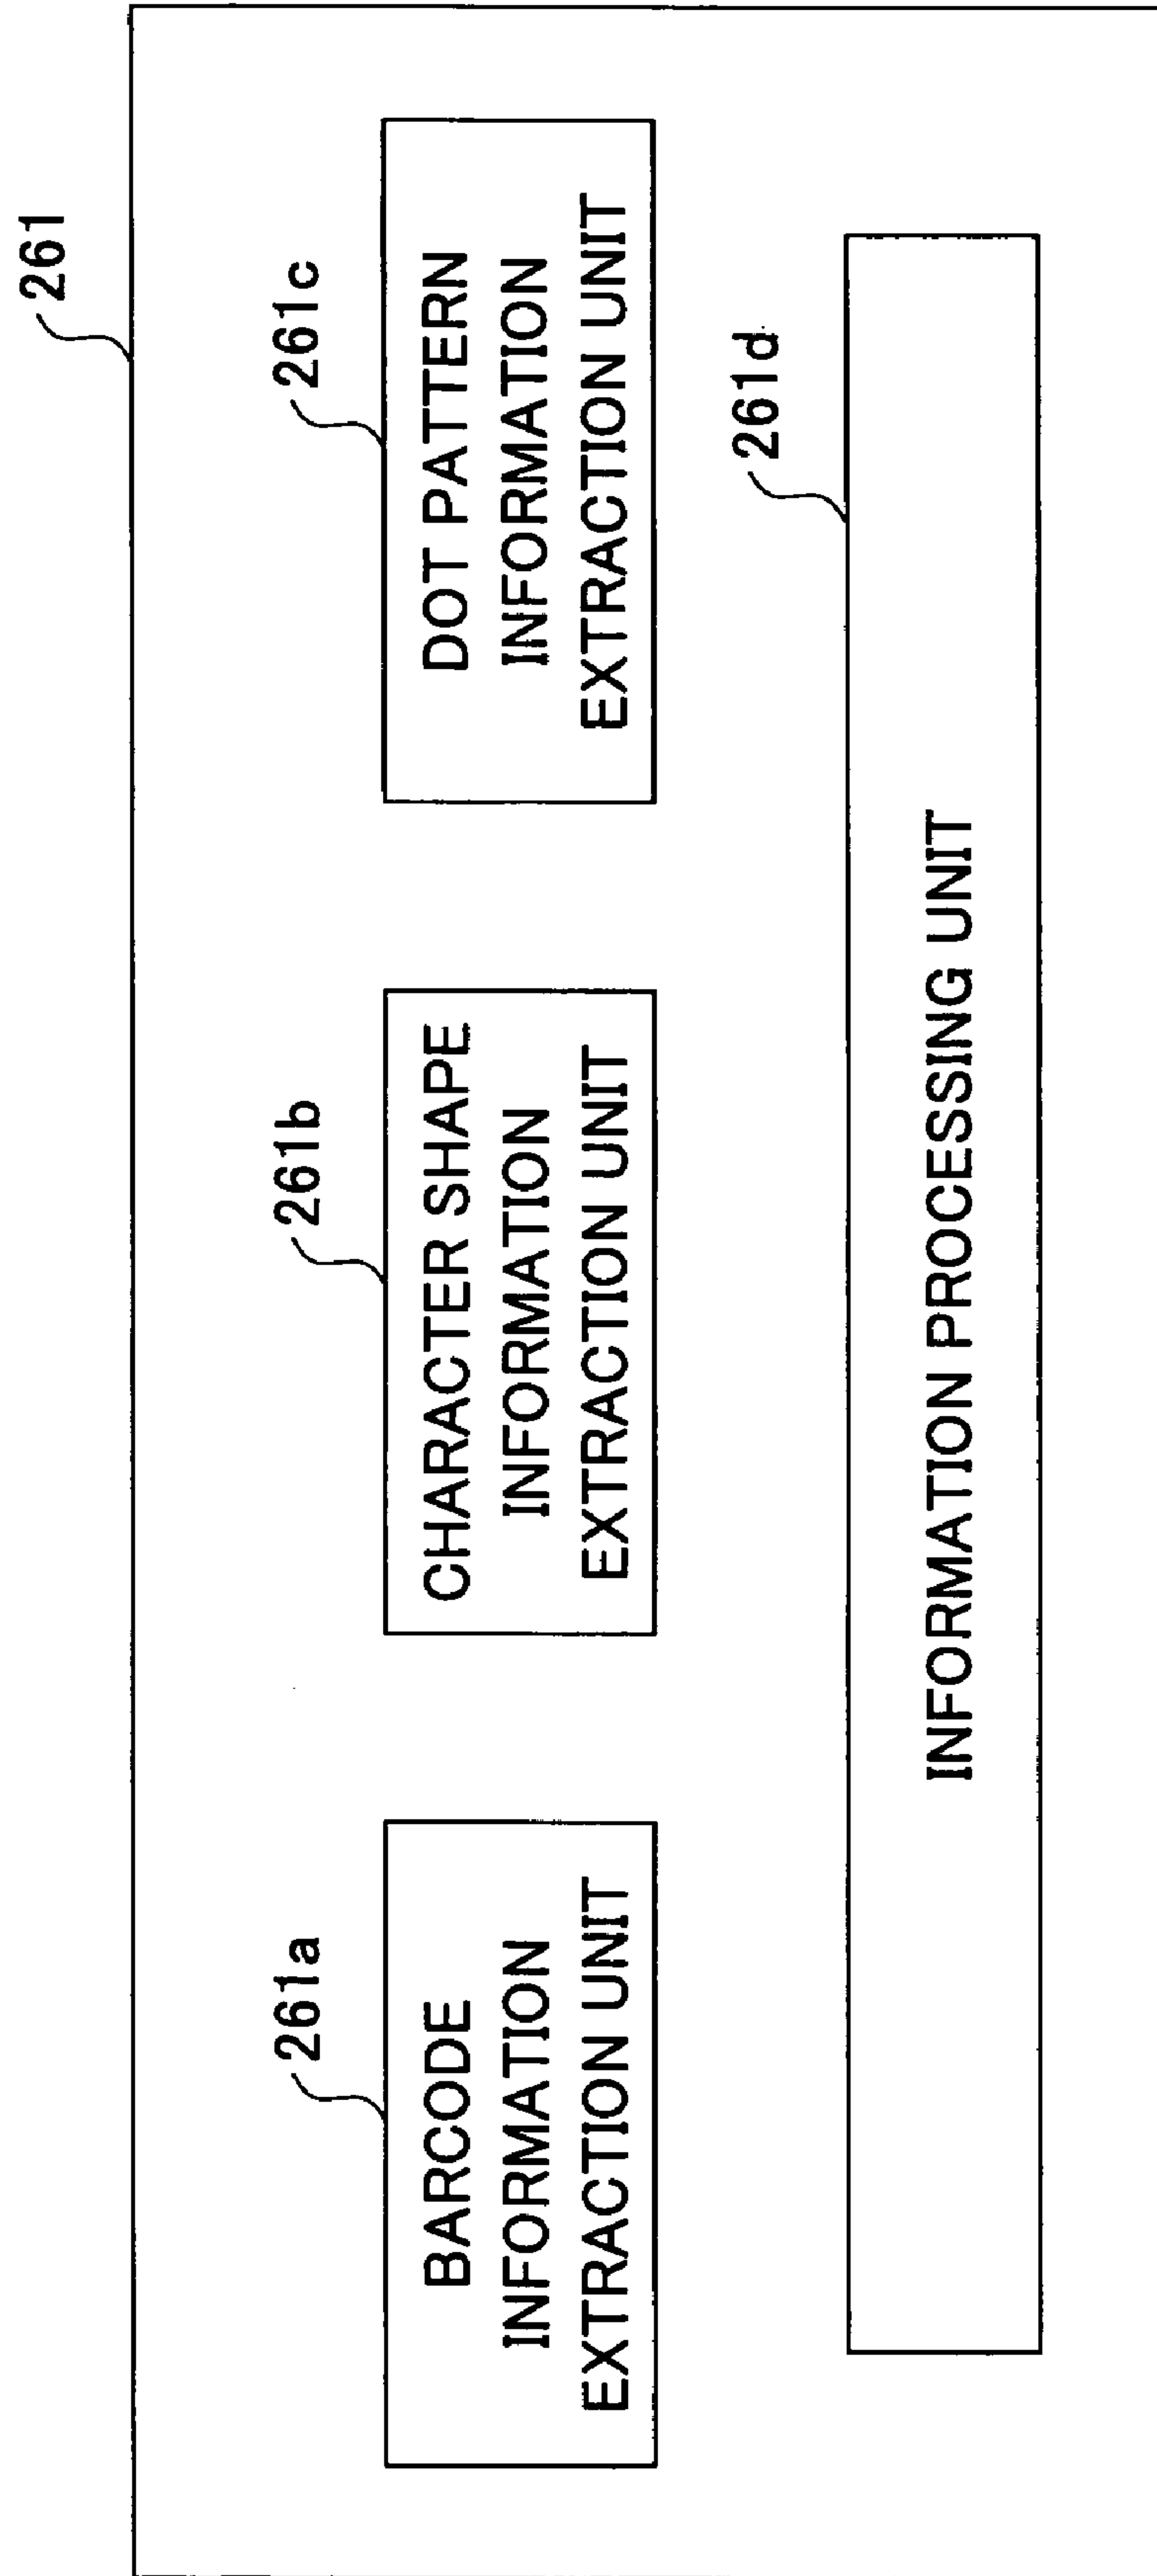 261
261a
BARCODE
INFORMATION
EXTRACTION UNIT
261b
CHARACTER SHAPE
INFORMATION
EXTRACTION UNIT
261c
DOT PATTERN
INFORMATION
EXTRACTION UNIT
261d
INFORMATION PROCESSING UNIT